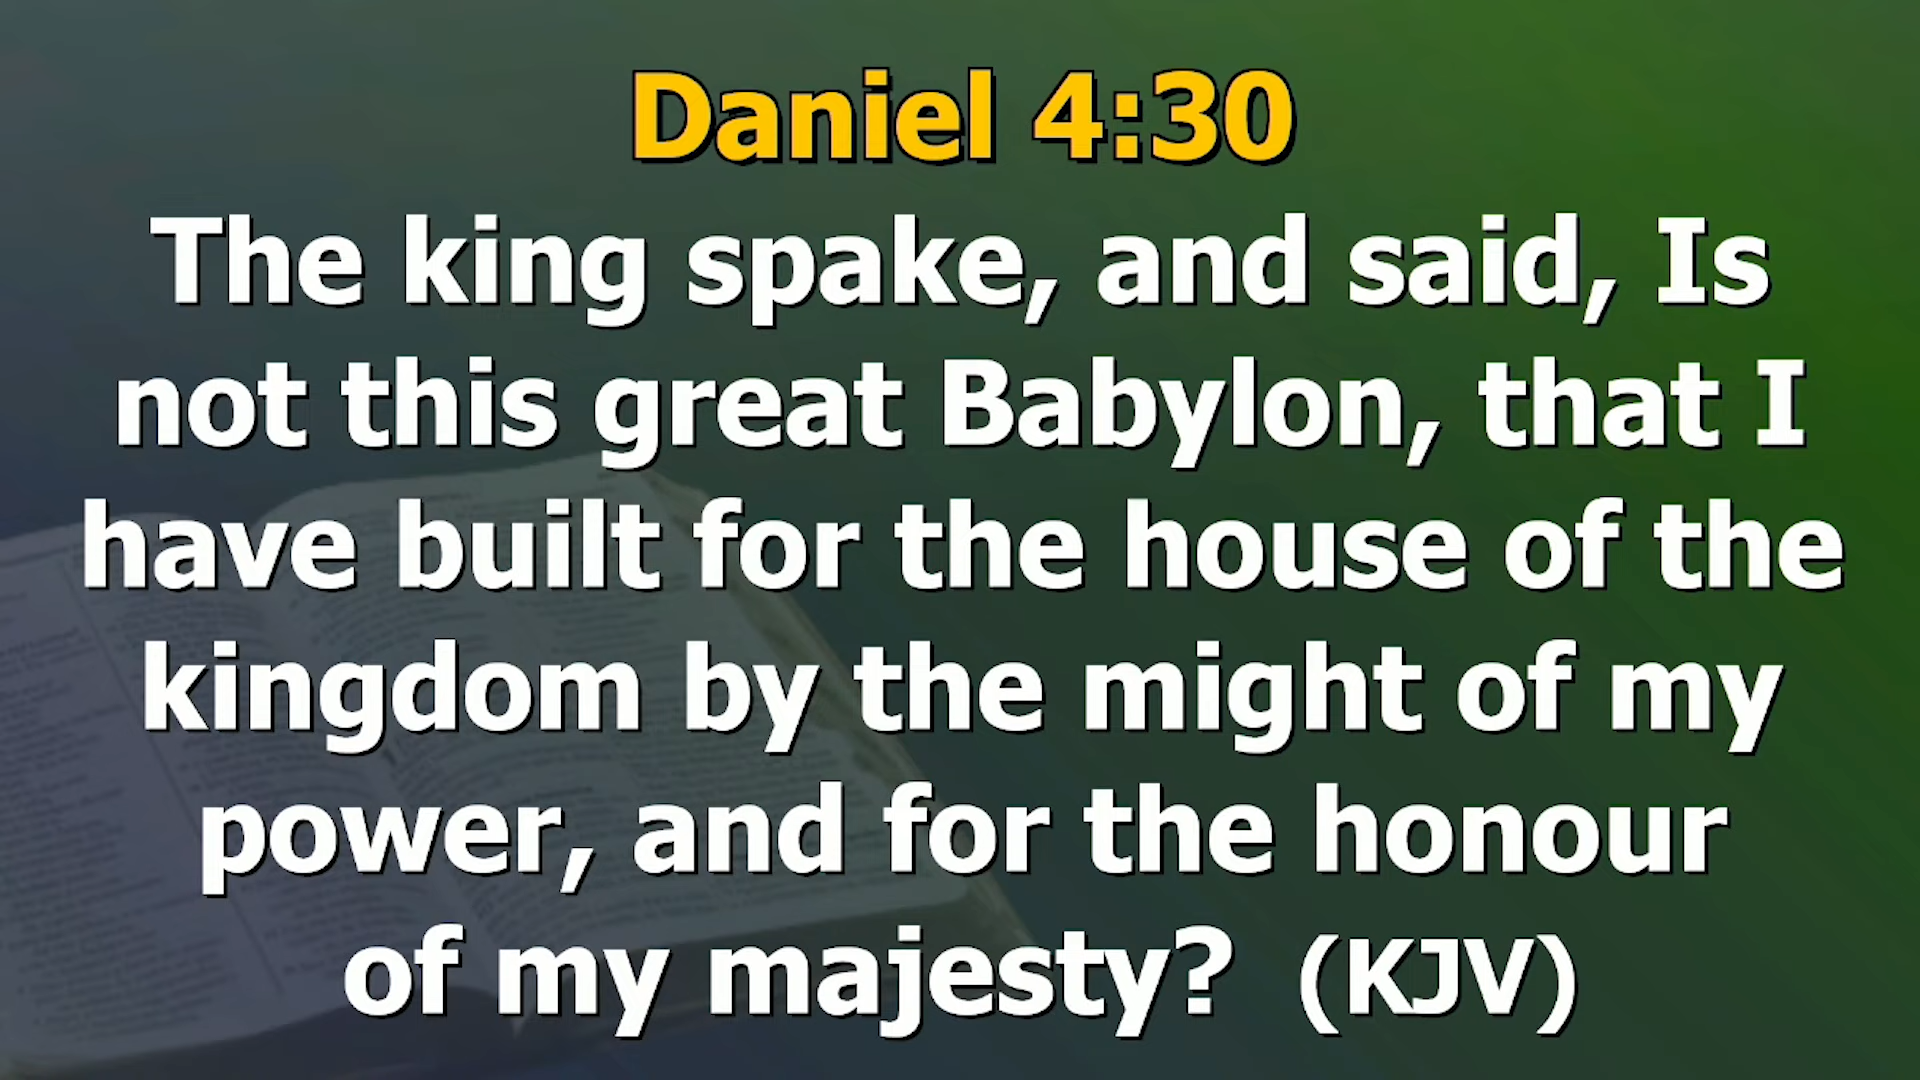 Daniel 4:30
The king spake, and said, Is
not this great Babylon, that I
have built for the house of the
kingdom by the might of my
power, and for the honour
of my majesty? (KJV)